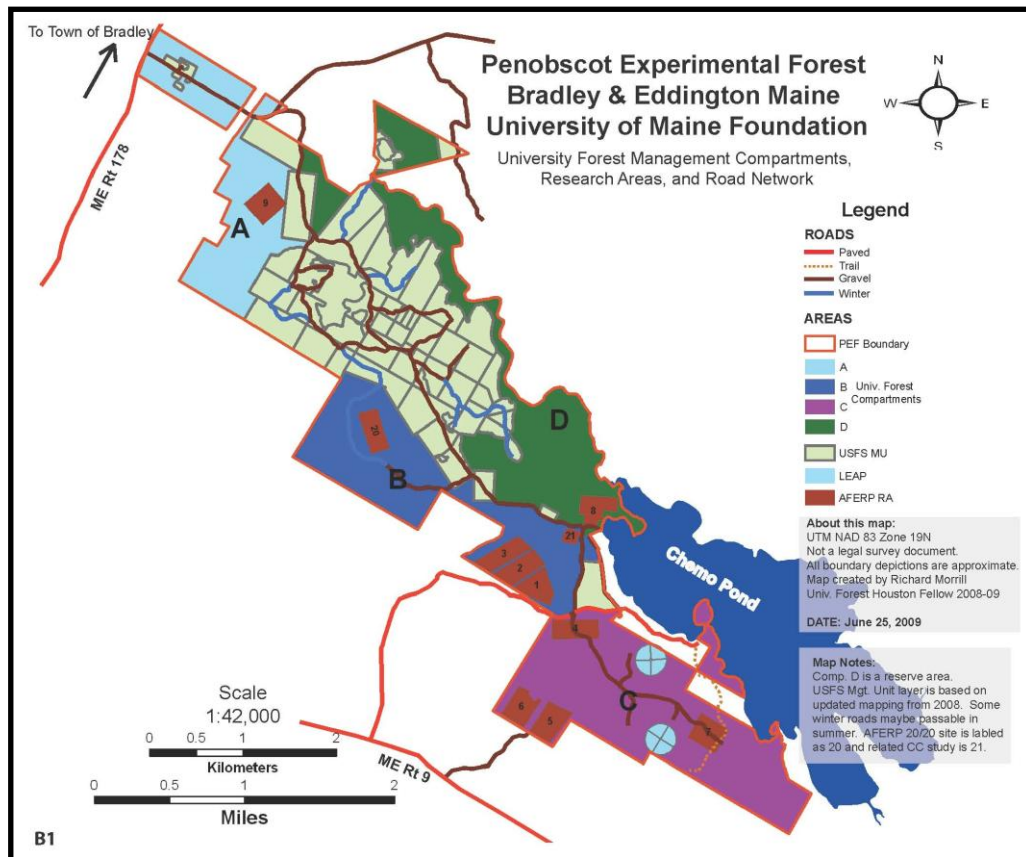 To Town of Bradley
Penobscot Experimental Forest
Bradley & Eddington Maine
University of Maine Foundation
University Forest Management Compartments,
Research Areas, and Road Network
N
W
E
S
ME Rt 178
9
A
D
20
B
8
21
3
2
1
4
C
6
5
7
Chemo Pond
ME Rt 9
Legend
ROADS
Paved
Trail
Gravel
Winter
AREAS
PEF Boundary
A
B Univ. Forest
C Compartments
D
USFS MU
LEAP
AFERP RA
About this map:
UTM NAD 83 Zone 19N
Not a legal survey document.
All boundary depictions are approximate.
Map created by Richard Morrill
Univ. Forest Houston Fellow 2008-09
DATE: June 25, 2009
Map Notes:
Comp. D is a reserve area.
USFS Mgt. Unit layer is based on
updated mapping from 2008. Some
winter roads maybe passable in
summer. AFERP 20/20 site is labled
as 20 and related CC study is 21.
Scale
1:42,000
0 0.5 1 2
Kilometers
0 0.5 1 2
Miles
B1